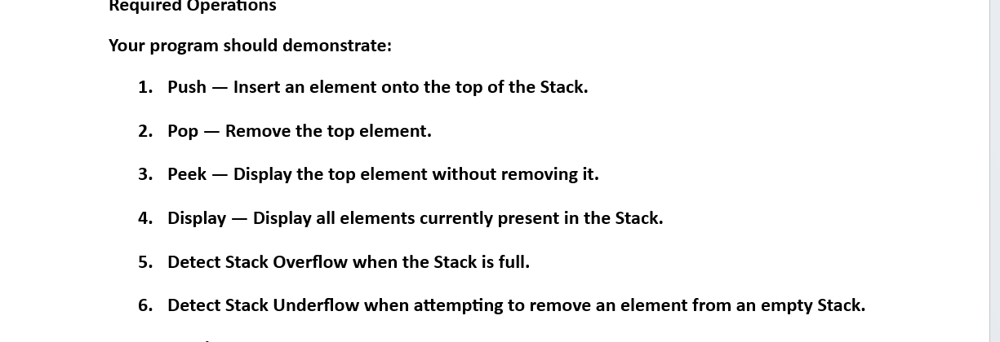 Required Operations
Your program should demonstrate:
1. Push — Insert an element onto the top of the Stack.
2. Pop — Remove the top element.
3. Peek — Display the top element without removing it.
4. Display — Display all elements currently present in the Stack.
5. Detect Stack Overflow when the Stack is full.
6. Detect Stack Underflow when attempting to remove an element from an empty Stack.